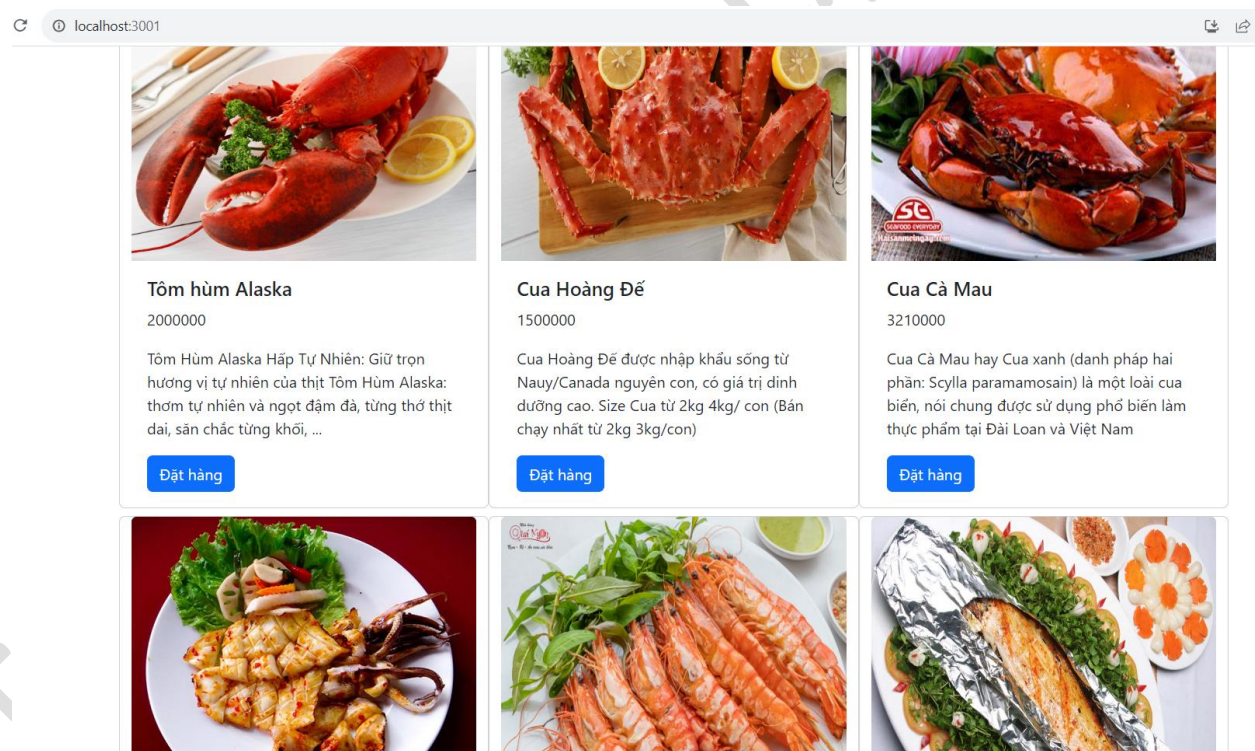 localhost:3001
St
SEAFOOD EVERYDAY
Haisanmoingay.com
Tôm hùm Alaska
2000000
Tôm Hùm Alaska Hấp Tự Nhiên: Giữ trọn
hương vị tự nhiên của thịt Tôm Hùm Alaska:
thơm tự nhiên và ngọt đậm đà, từng thớ thịt
dai, săn chắc từng khối, ...
Đặt hàng
Cua Hoàng Đế
1500000
Cua Hoàng Đế được nhập khẩu sống từ
Nauy/Canada nguyên con, có giá trị dinh
dưỡng cao. Size Cua từ 2kg 4kg/ con (Bán
chạy nhất từ 2kg 3kg/con)
Đặt hàng
Cua Cà Mau
3210000
Cua Cà Mau hay Cua xanh (danh pháp hai
phần: Scylla paramamosain) là một loài cua
biển, nói chung được sử dụng phổ biến làm
thực phẩm tại Đài Loan và Việt Nam
Đặt hàng